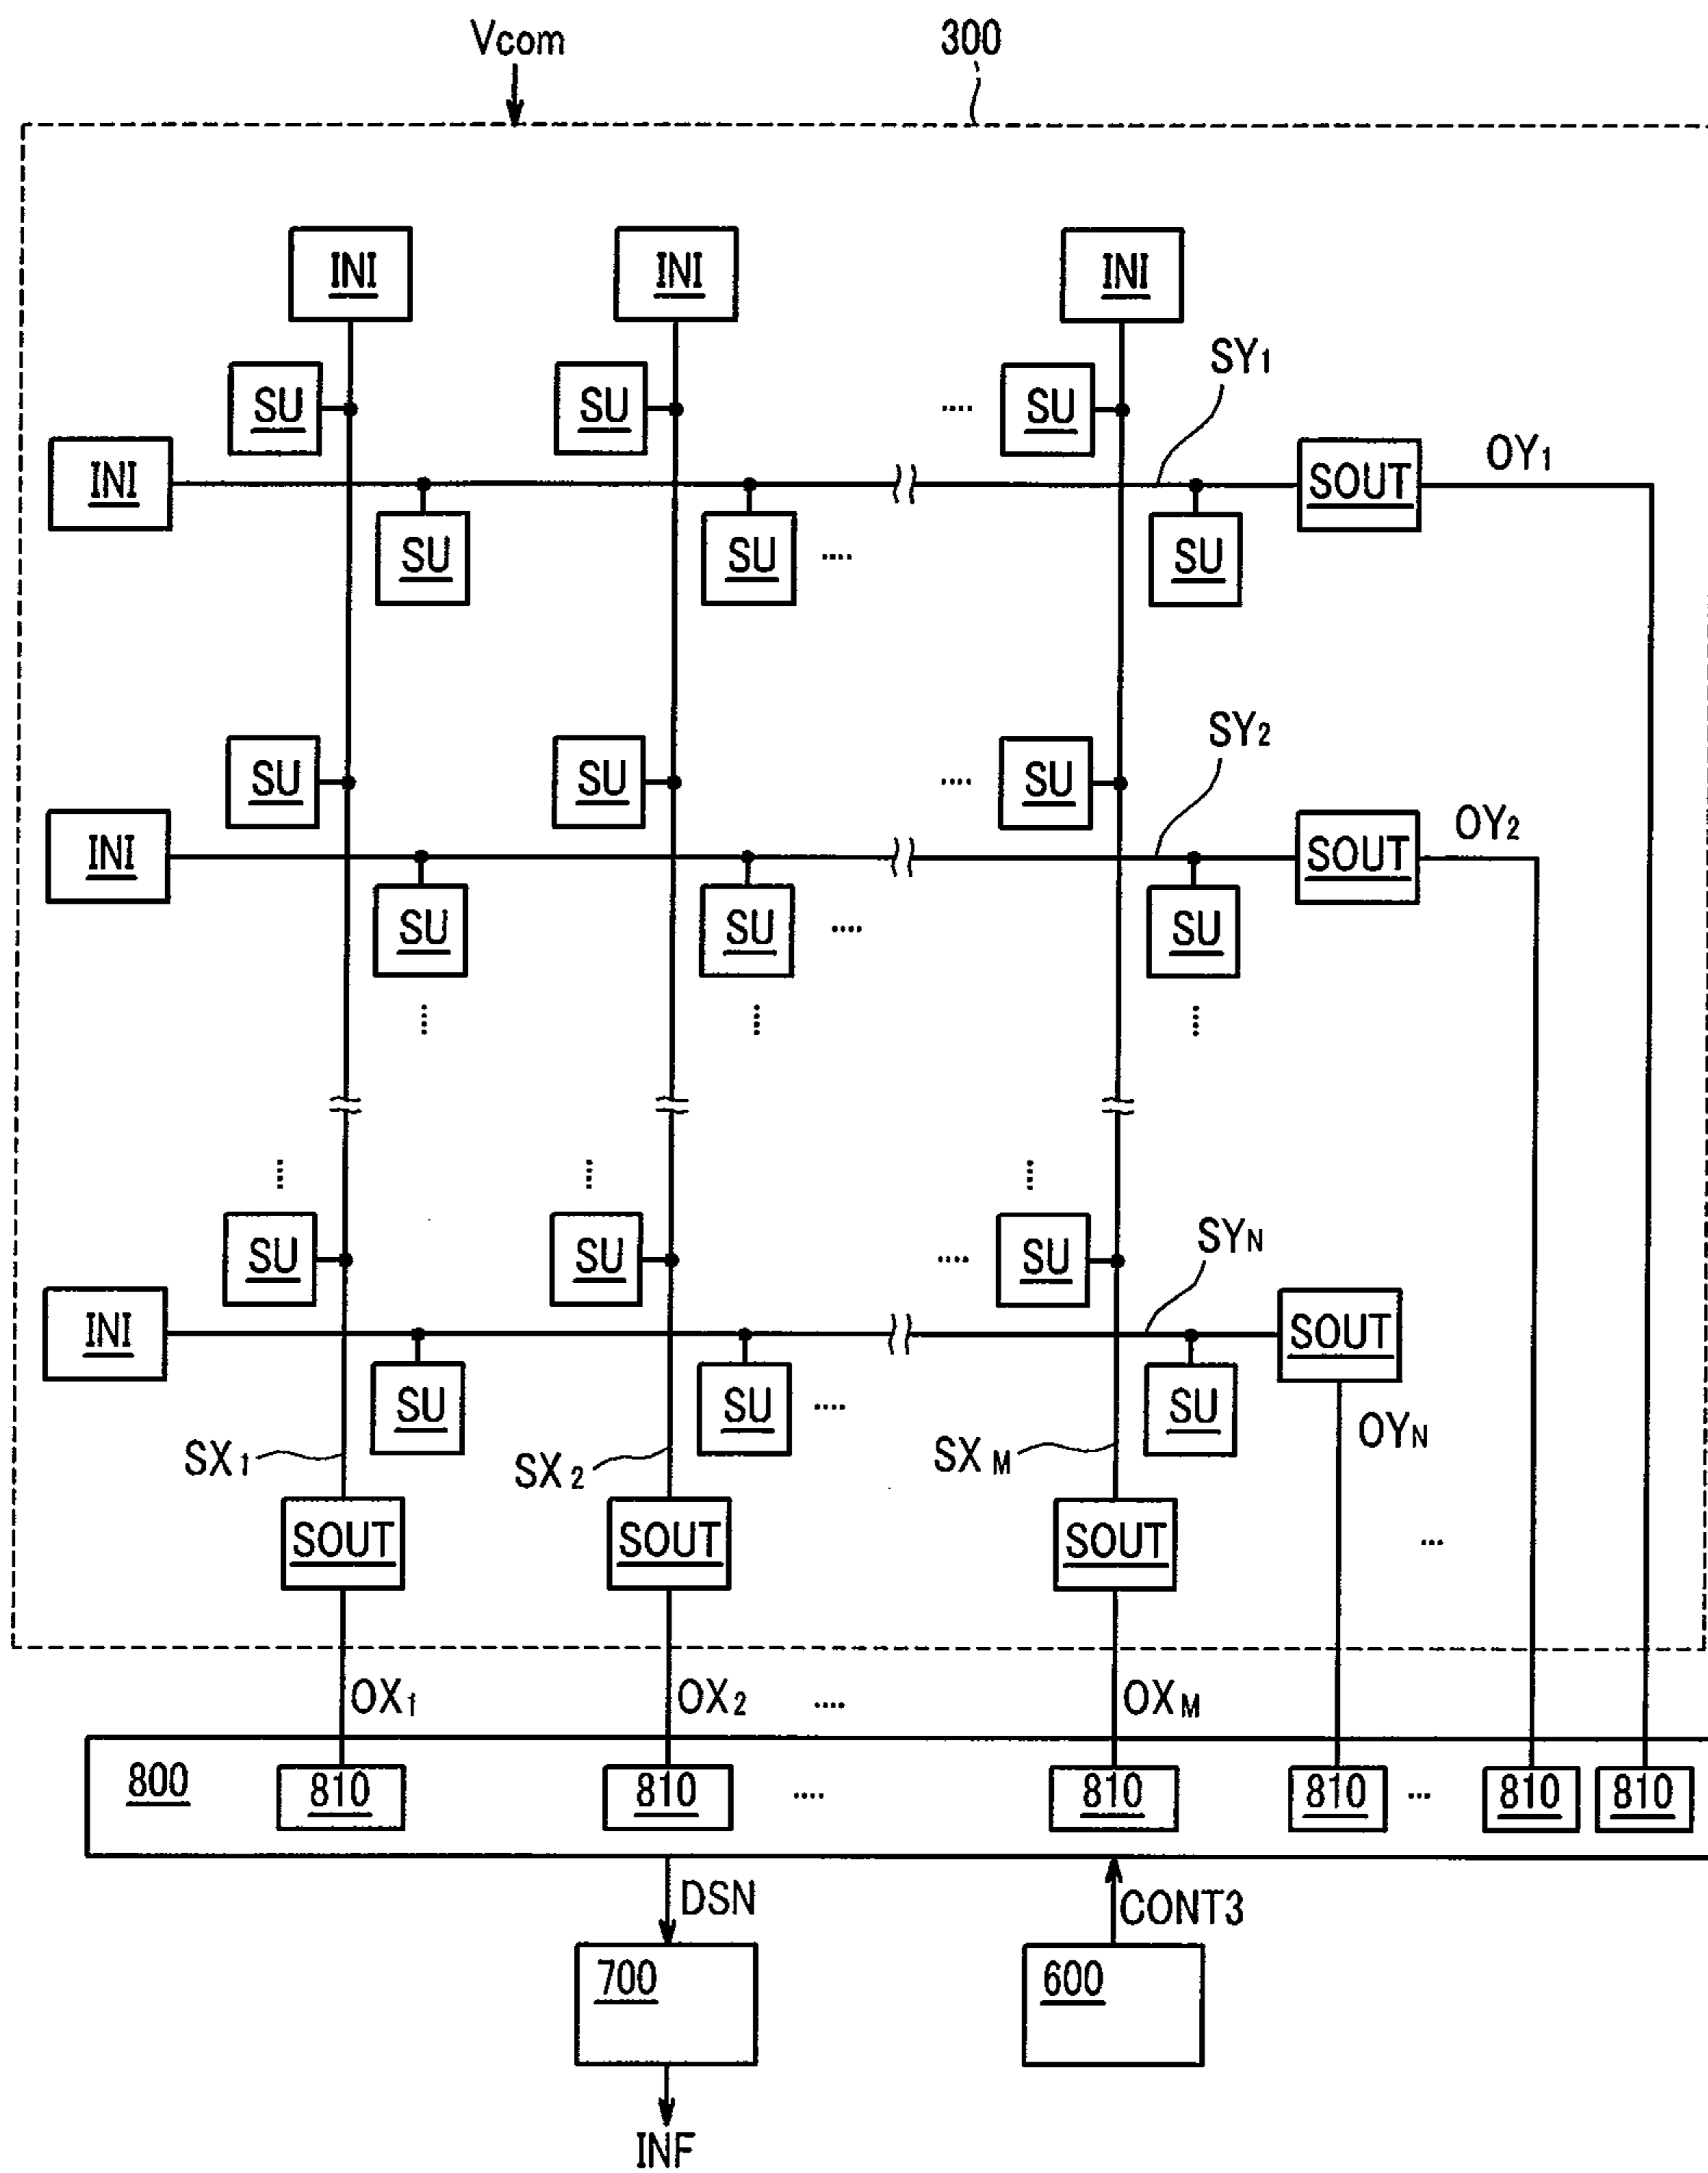 Vcom 300
INI INI INI
SY1
SU SU .... SU
INI SOUT OY1
SU SU .... SU
SY2
SU SU .... SU
INI SOUT OY2
SU SU .... SU
.... .... ....
.... .... ....
SU SU .... SU SYN
INI SOUT
SU SU .... SU OYN
SX1 SX2 SXM
SOUT SOUT SOUT ...
OX1 OX2 .... OXM
800 810 810 .... 810 810 ... 810 810
DSN CONT3
700 600
INF